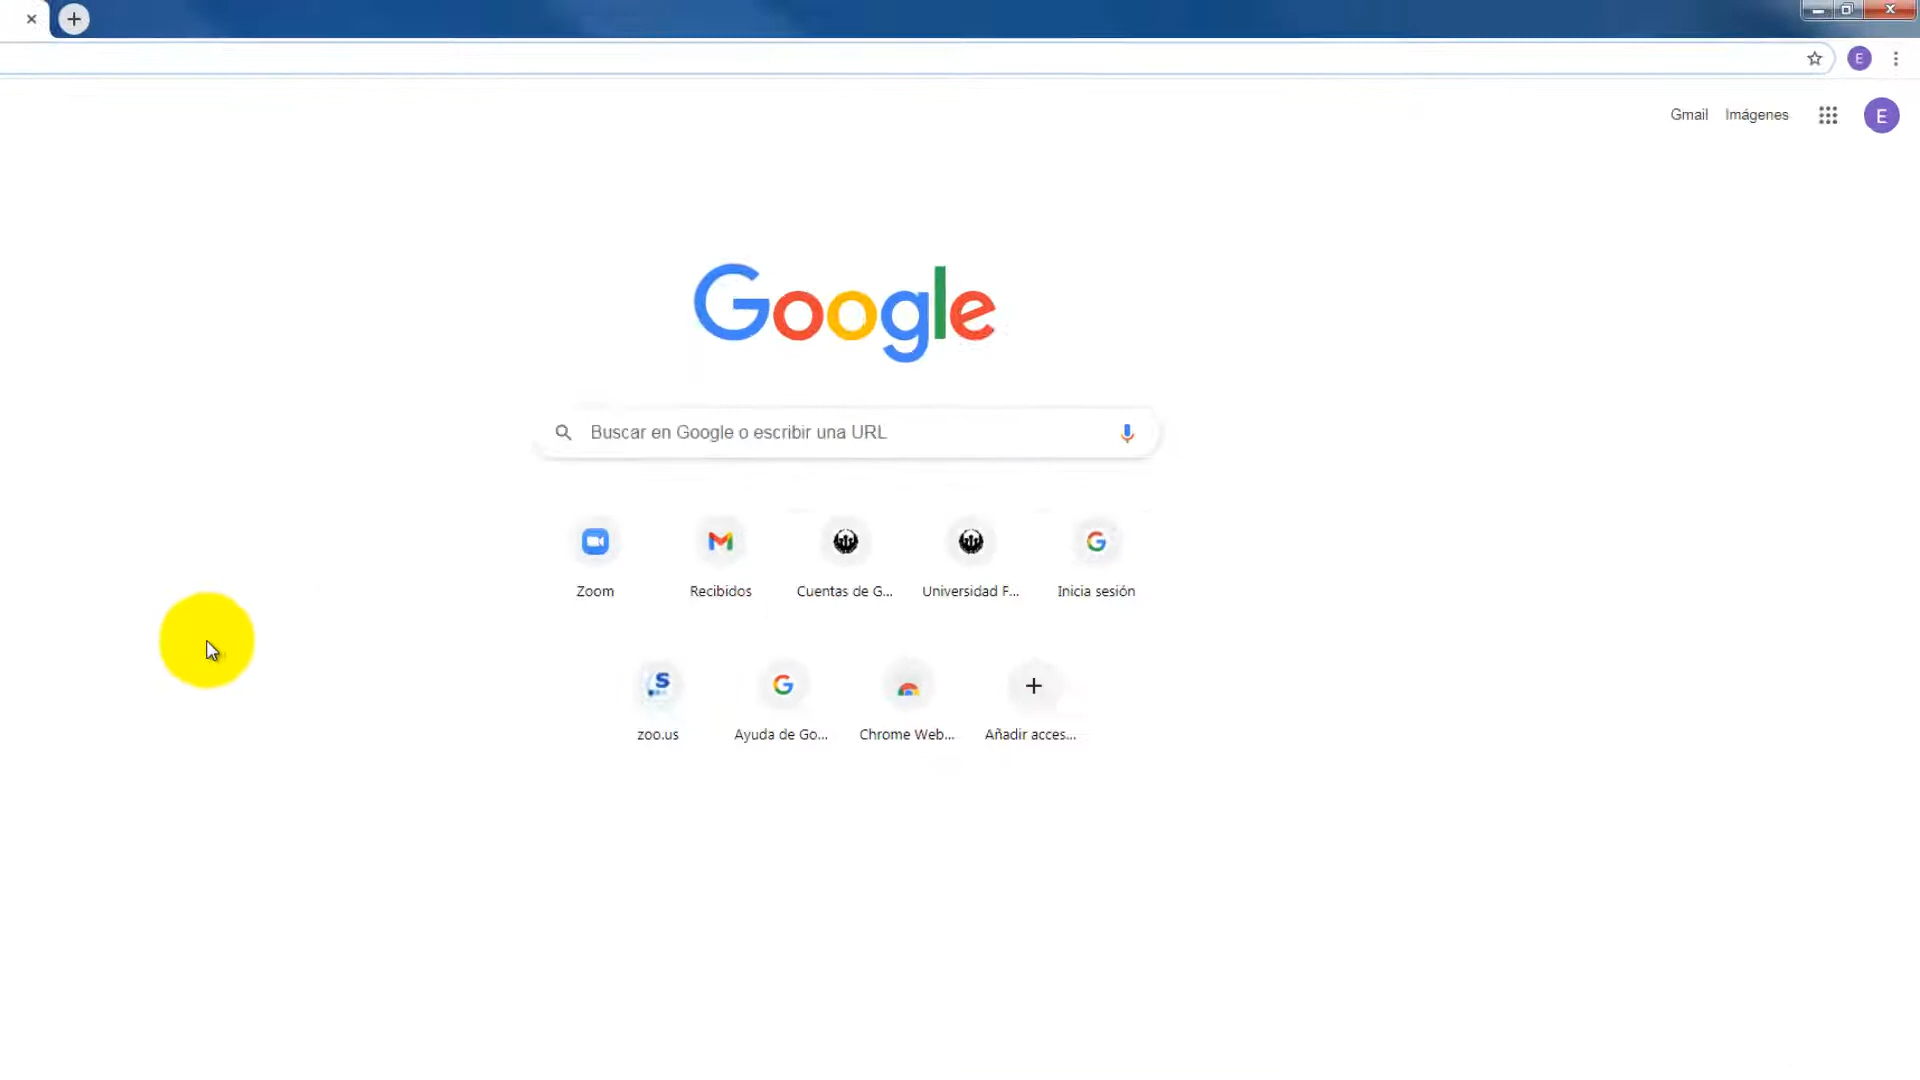 E
Gmail Imágenes E
Google
Buscar en Google o escribir una URL
Zoom Recibidos Cuentas de G... Universidad F... Inicia sesión
zoo.us Ayuda de Go... Chrome Web... Añadir acces...